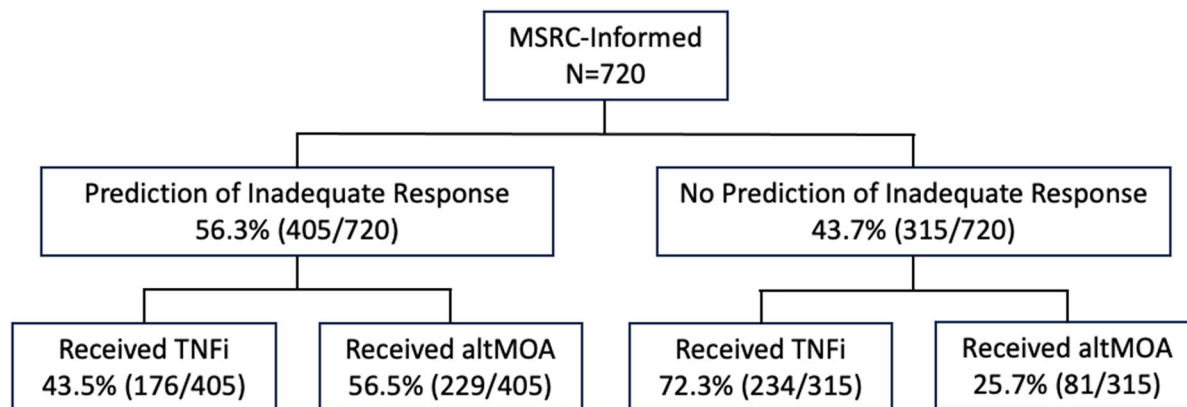 MSRC-Informed
N=720
Prediction of Inadequate Response
56.3% (405/720)
No Prediction of Inadequate Response
43.7% (315/720)
Received TNFi
43.5% (176/405)
Received altMOA
56.5% (229/405)
Received TNFi
72.3% (234/315)
Received altMOA
25.7% (81/315)